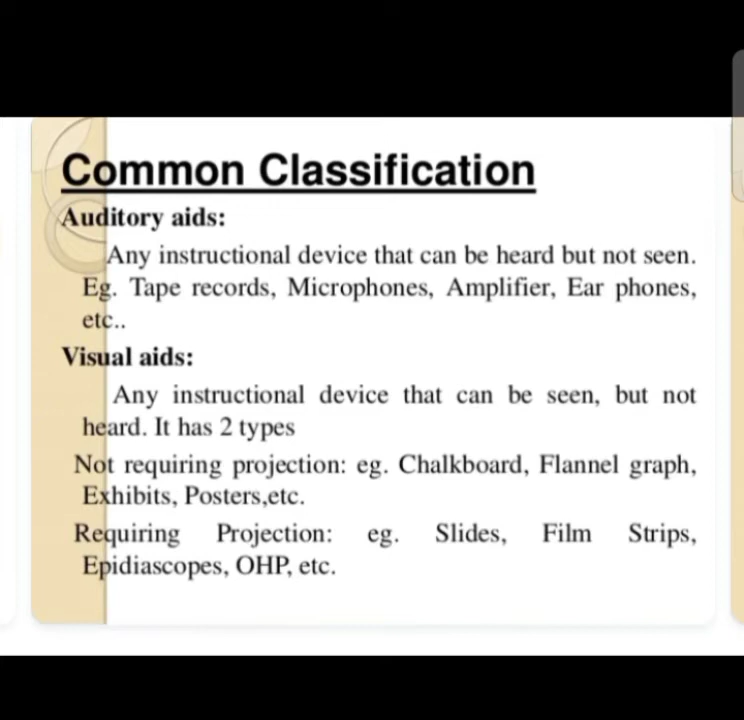 Common Classification
Auditory aids:
Any instructional device that can be heard but not seen.
Eg. Tape records, Microphones, Amplifier, Ear phones,
etc..
Visual aids:
Any instructional device that can be seen, but not
heard. It has 2 types
Not requiring projection: eg. Chalkboard, Flannel graph,
Exhibits, Posters,etc.
Requiring Projection: eg. Slides, Film Strips,
Epidiascopes, OHP, etc.